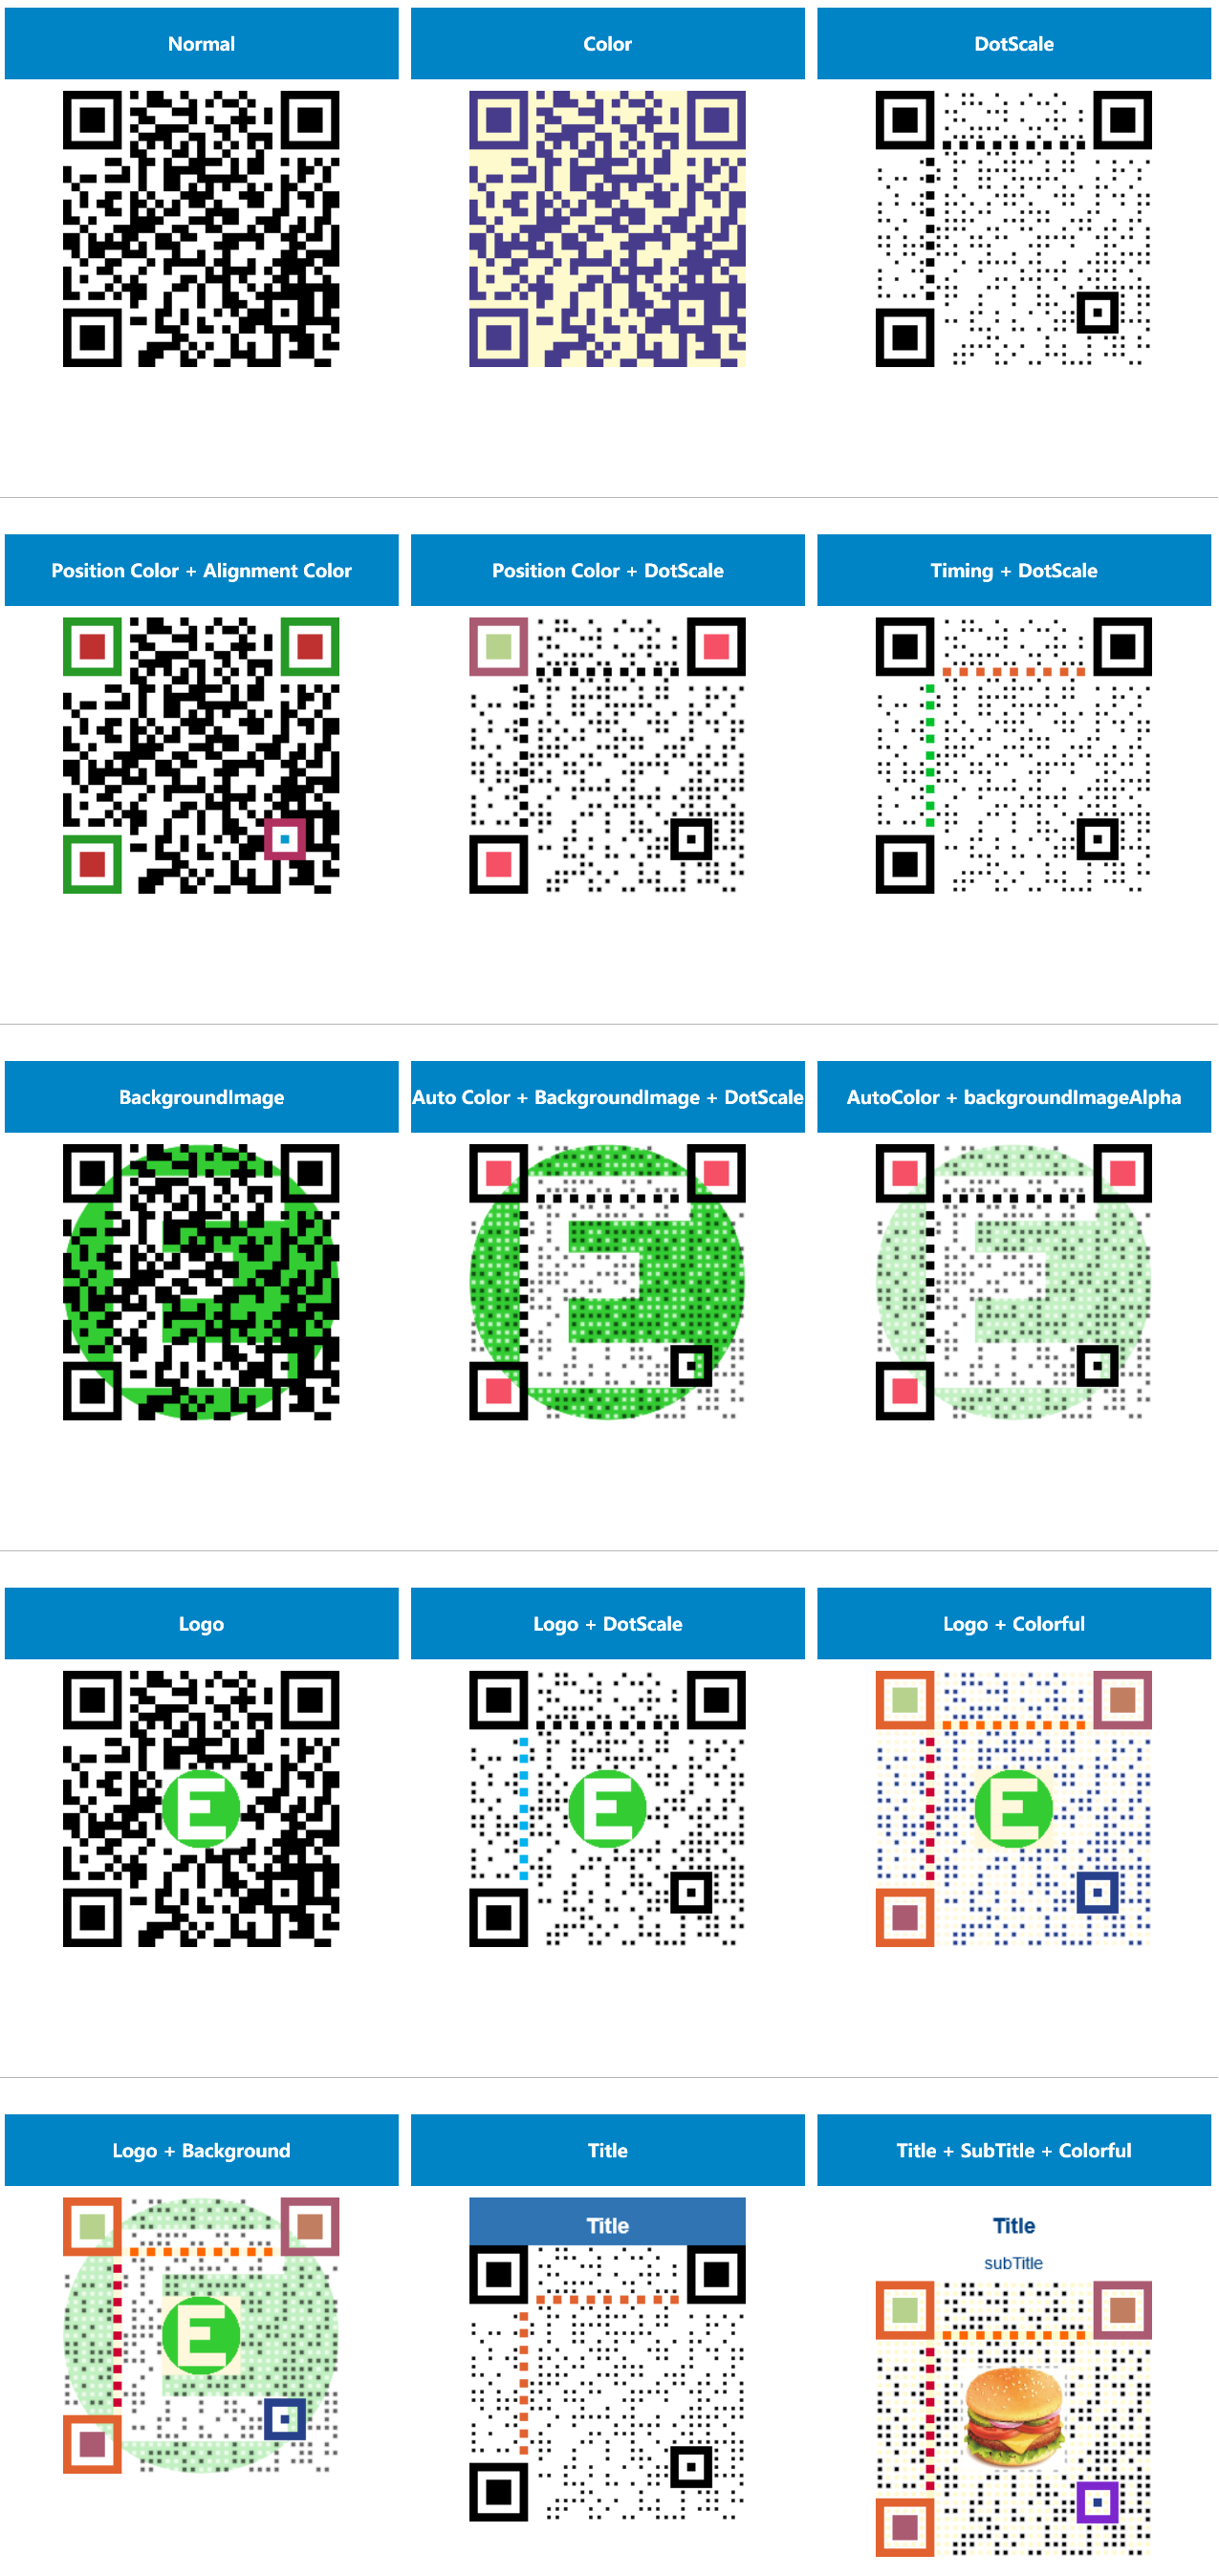 Normal
Color
DotScale
Position Color + Alignment Color
Position Color + DotScale
Timing + DotScale
BackgroundImage
Auto Color + BackgroundImage + DotScale
AutoColor + backgroundImageAlpha
E
E
E
Logo
Logo + DotScale
Logo + Colorful
E
E
E
Logo + Background
Title
Title + SubTitle + Colorful
E
Title
Title
subTitle